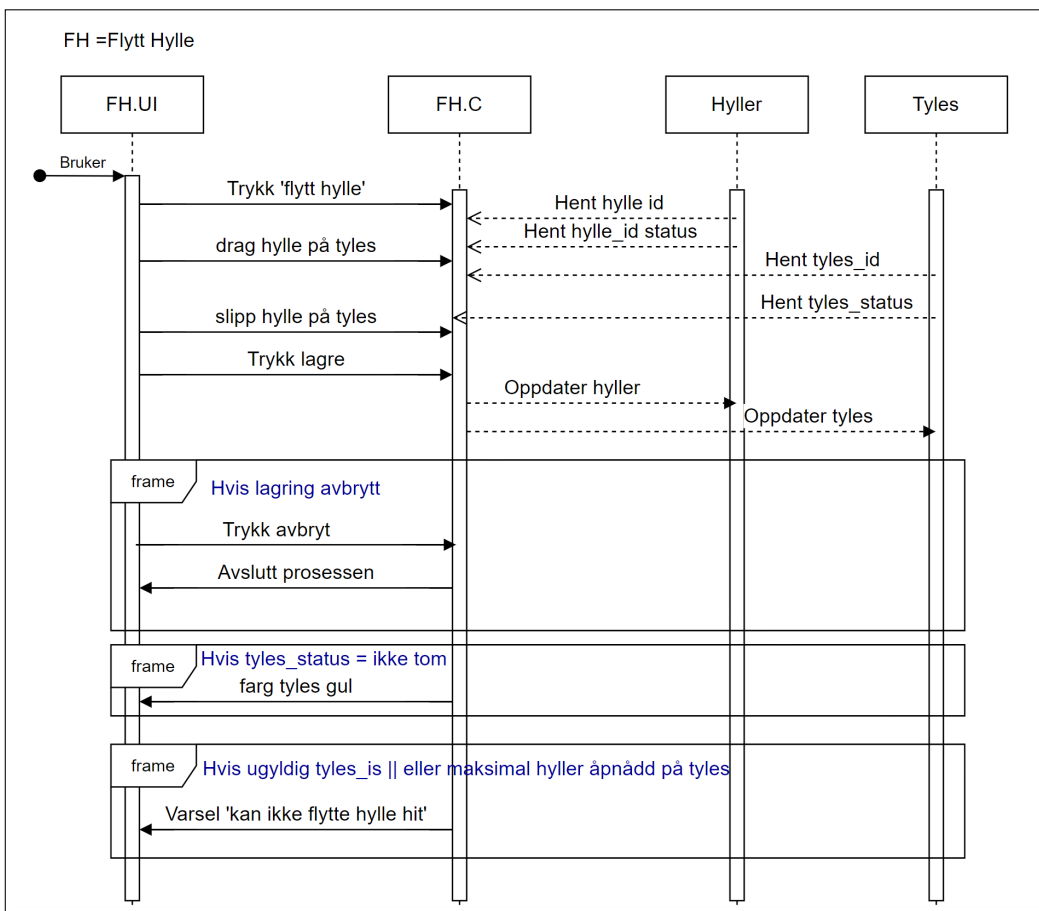 FH =Flytt Hylle
FH.UI
FH.C
Hyller
Tyles
Bruker
Trykk 'flytt hylle'
Hent hylle id
Hent hylle_id status
drag hylle på tyles
Hent tyles_id
Hent tyles_status
slipp hylle på tyles
Trykk lagre
Oppdater hyller
Oppdater tyles
frame
Hvis lagring avbrytt
Trykk avbryt
Avslutt prosessen
frame
Hvis tyles_status = ikke tom
farg tyles gul
frame
Hvis ugyldig tyles_is || eller maksimal hyller åpnådd på tyles
Varsel 'kan ikke flytte hylle hit'